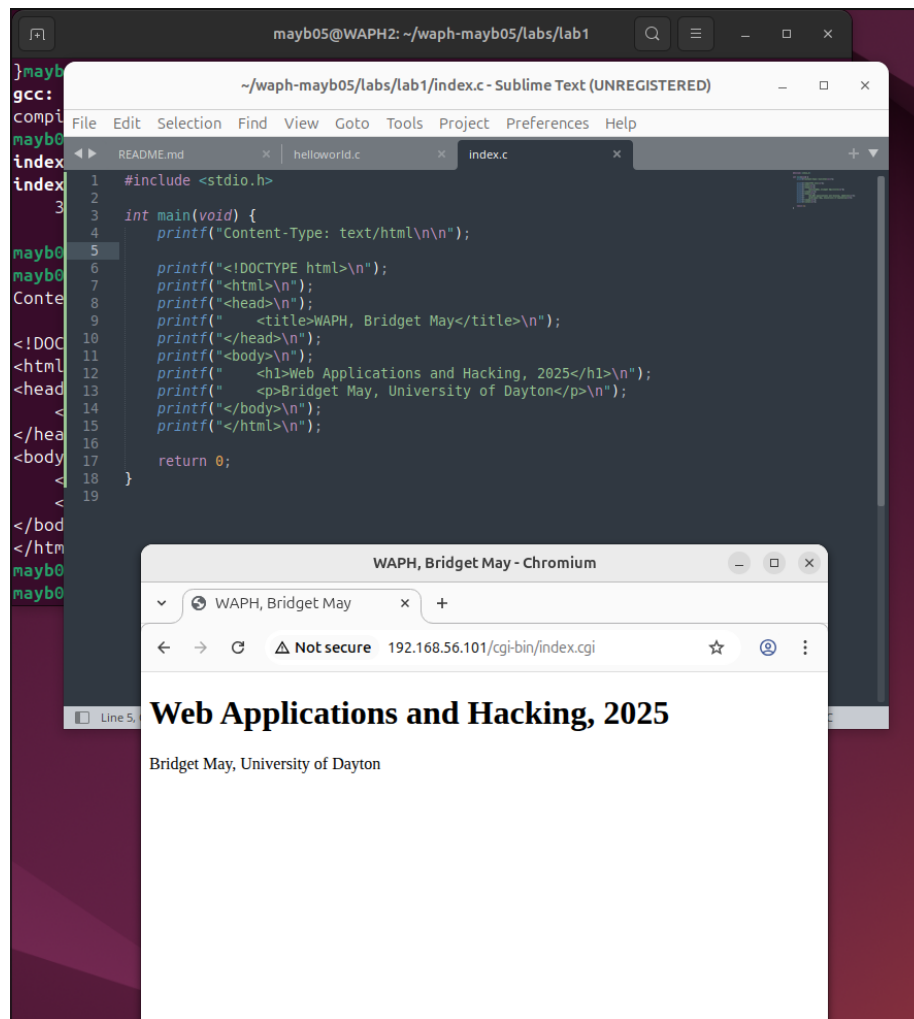 mayb05@WAPH2: ~/waph-mayb05/labs/lab1
}mayb
gcc:
compi
mayb0
index
index
3
mayb0
mayb0
Conte
<!DOC
<html
<head
<
</hea
<body
<
<
</bod
</htm
mayb0
mayb0
~/waph-mayb05/labs/lab1/index.c - Sublime Text (UNREGISTERED)
File Edit Selection Find View Goto Tools Project Preferences Help
README.md helloworld.c index.c
1 #include <stdio.h>
2
3 int main(void) {
4     printf("Content-Type: text/html\n\n");
5
6     printf("<!DOCTYPE html>\n");
7     printf("<html>\n");
8     printf("<head>\n");
9     printf("    <title>WAPH, Bridget May</title>\n");
10     printf("</head>\n");
11     printf("<body>\n");
12     printf("    <h1>Web Applications and Hacking, 2025</h1>\n");
13     printf("    <p>Bridget May, University of Dayton</p>\n");
14     printf("</body>\n");
15     printf("</html>\n");
16
17     return 0;
18 }
19
Line 5,
WAPH, Bridget May - Chromium
WAPH, Bridget May
Not secure 192.168.56.101/cgi-bin/index.cgi
Web Applications and Hacking, 2025
Bridget May, University of Dayton